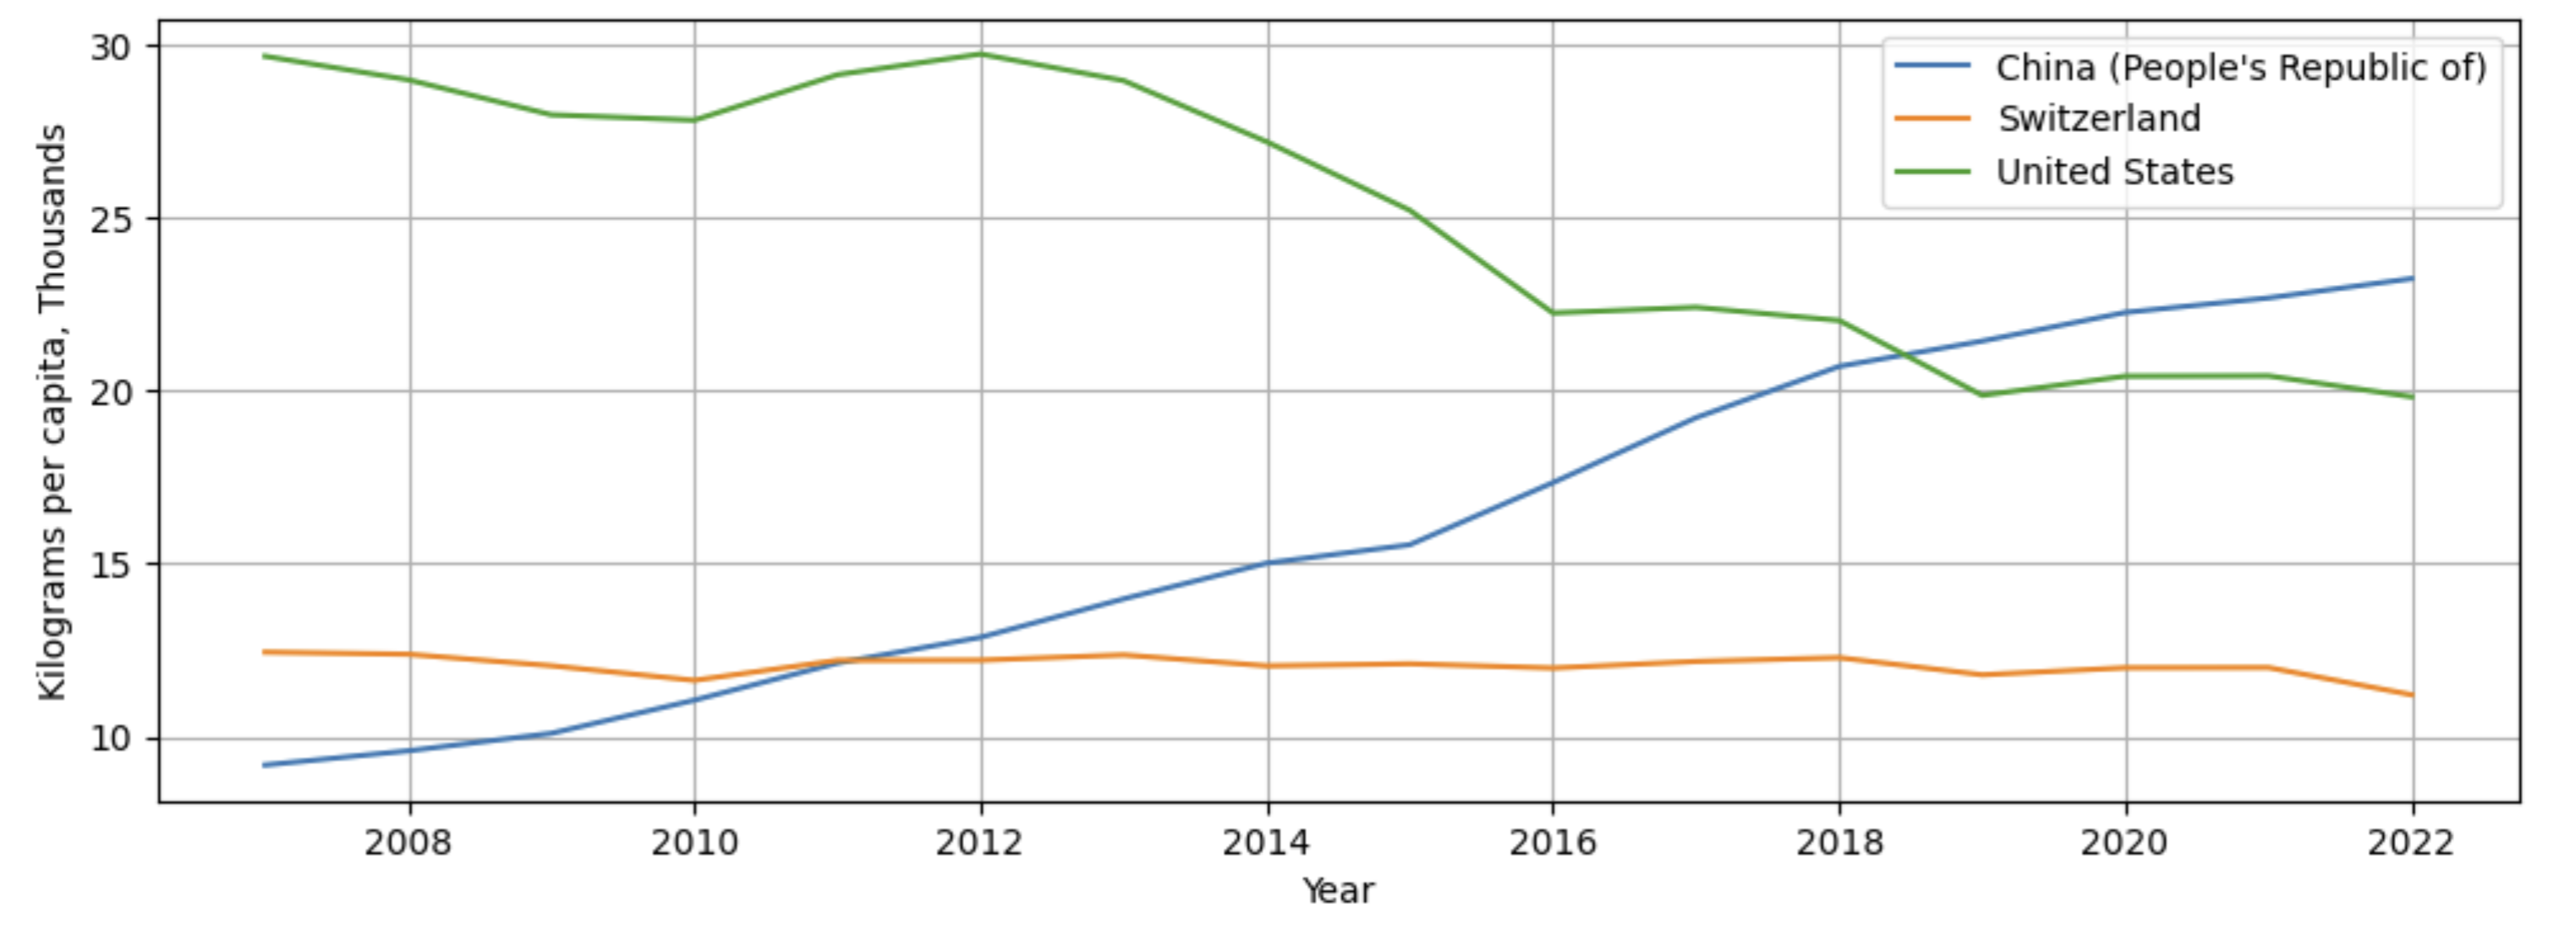 30
25
20
15
10
Kilograms per capita, Thousands
China (People's Republic of)
Switzerland
United States
2008 2010 2012 2014 2016 2018 2020 2022
Year